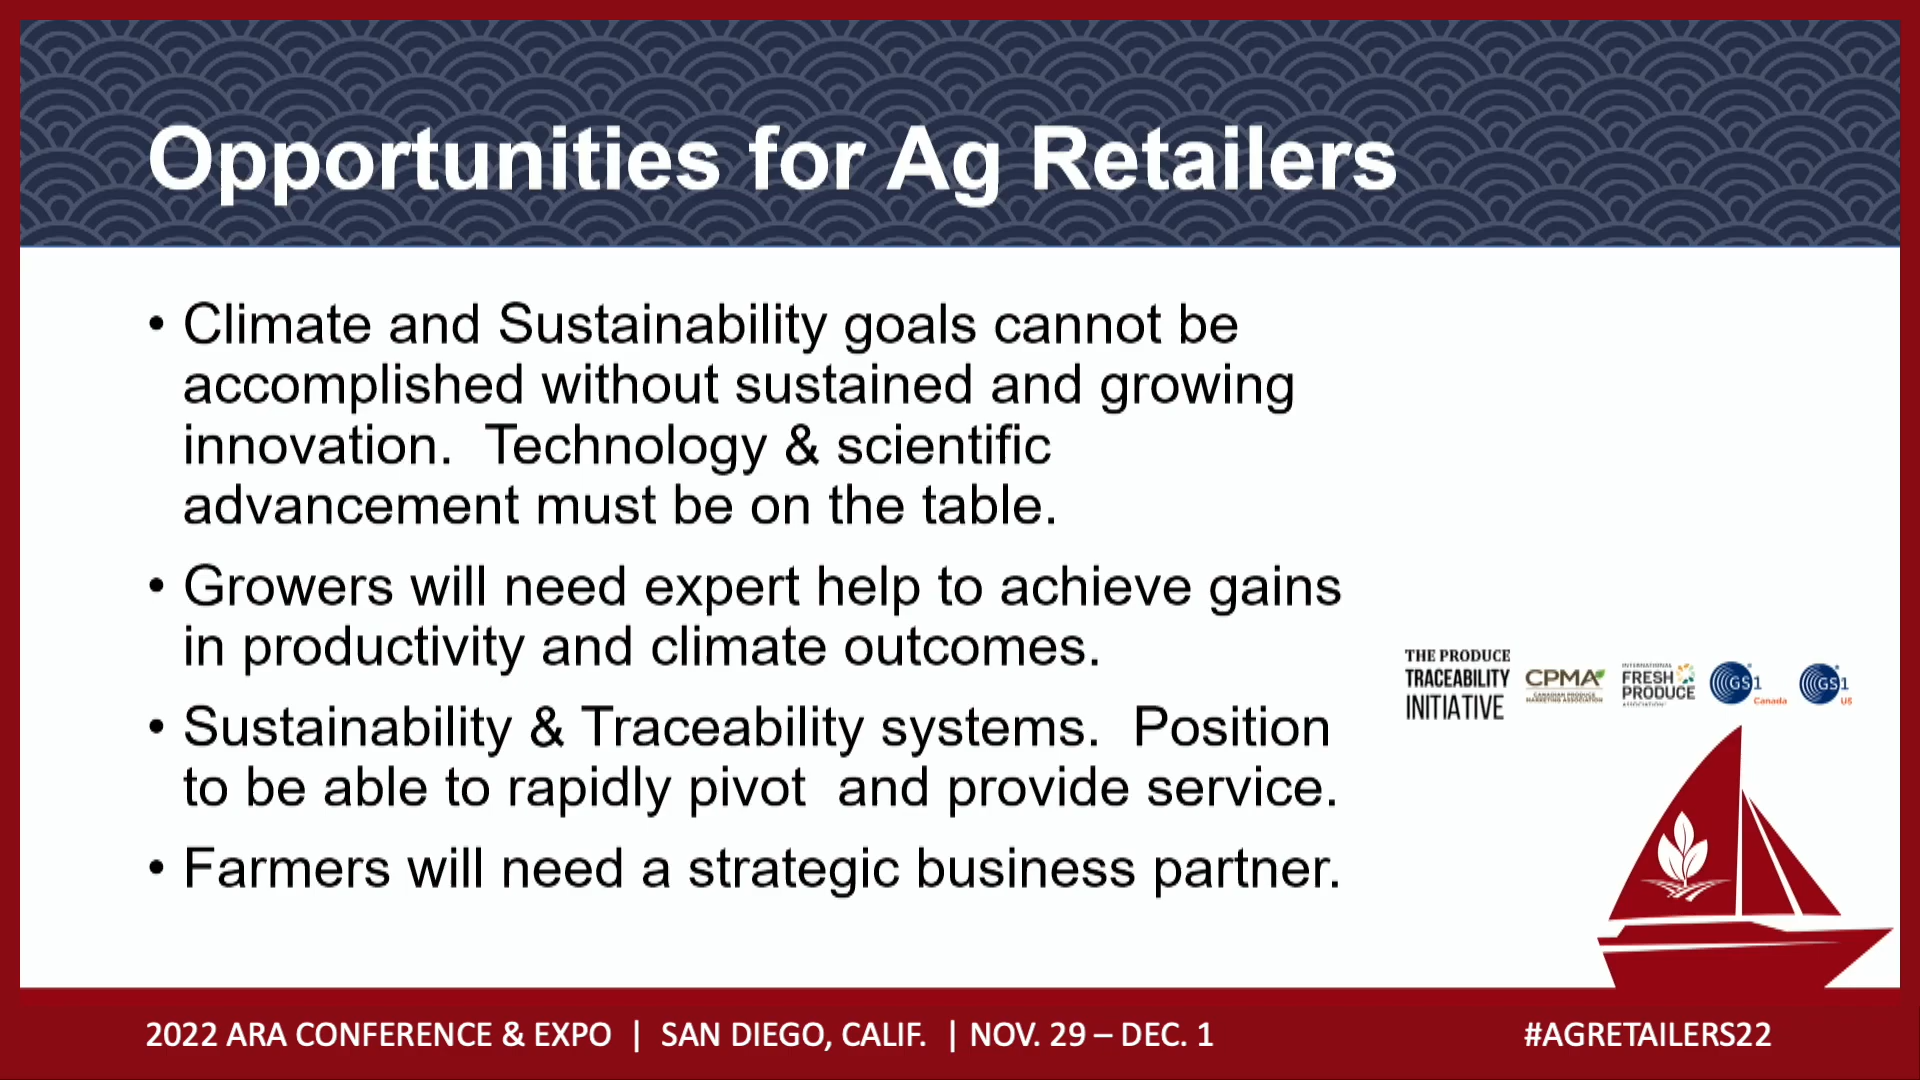 Opportunities for Ag Retailers
• Climate and Sustainability goals cannot be
accomplished without sustained and growing
innovation.  Technology & scientific
advancement must be on the table.
• Growers will need expert help to achieve gains
in productivity and climate outcomes.
• Sustainability & Traceability systems.  Position
to be able to rapidly pivot  and provide service.
• Farmers will need a strategic business partner.
THE PRODUCE
TRACEABILITY
INITIATIVE
CPMA
CANADIAN PRODUCE
MARKETING ASSOCIATION
INTERNATIONAL
FRESH
PRODUCE
ASSOCIATION
GS1
Canada
GS1
US
2022 ARA CONFERENCE & EXPO | SAN DIEGO, CALIF. | NOV. 29 – DEC. 1
#AGRETAILERS22